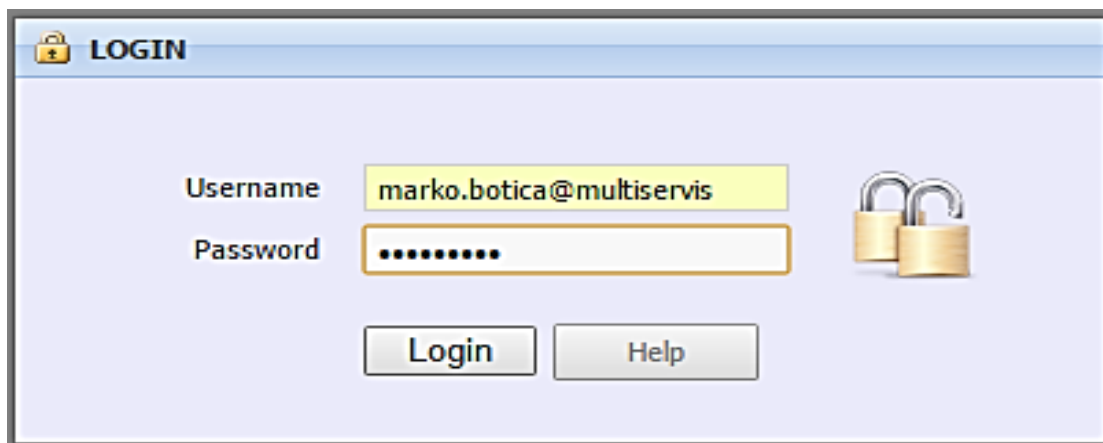 LOGIN
Username marko.botica@multiservis
Password •••••••••
Login Help